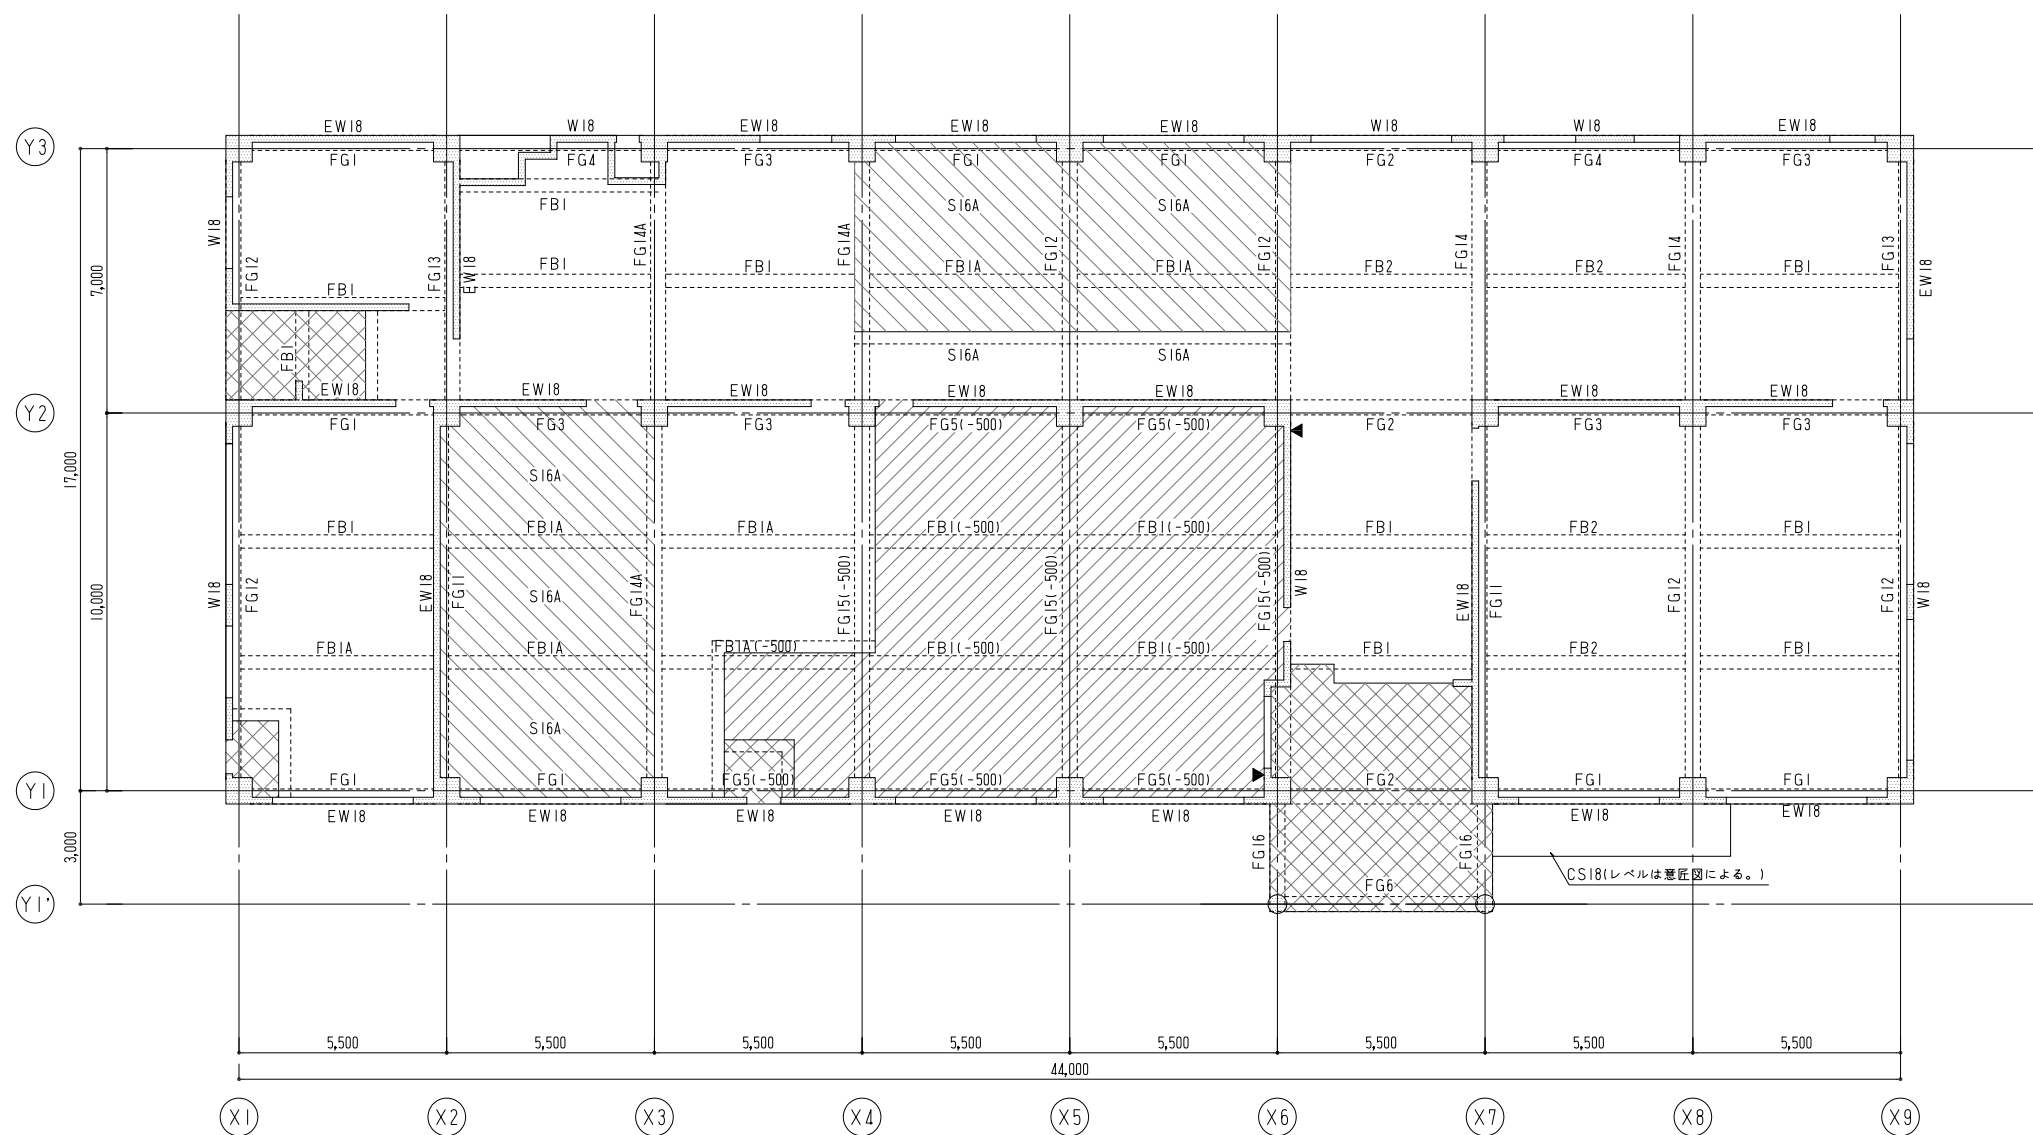 EW18 W18 EW18 EW18 EW18 W18 W18 EW18
Y3
FG1 FG4 FG3 FG1 FG1 FG2 FG4 FG3
FB1 S16A S16A
W18 FG12 FG13 EW18 FG14A FG14A FG12 FG12 FG14 FG14 FG13 EW18
7,000
FB1 FB1 FB1A FB1A FB2 FB2 FB1
FB1
FB1 S16A S16A
EW18 EW18 EW18 EW18 EW18 EW18 EW18
Y2
FG1 FG3 FG3 FG5(-500) FG5(-500) FG2 FG3 FG3
17,000
S16A
FB1 FB1A FB1A FB1(-500) FB1(-500) FB1 FB2 FB1
10,000
W18 FG12 EW18 FG11 S16A FG14A FG15(-500) FG15(-500) FG15(-500) W18 EW18 FG11 FG12 FG12 W18
FB1A FB1A FB1A(-500) FB1(-500) FB1(-500) FB1 FB2 FB1
S16A
FG1 FG1 FG5(-500) FG5(-500) FG5(-500) FG2 FG1 FG1
Y1
EW18 EW18 EW18 EW18 EW18 EW18 EW18
3,000
FG16 FG16
CS18(レベルは意匠図による。)
FG6
Y1'
5,500 5,500 5,500 5,500 5,500 5,500 5,500 5,500
44,000
X1 X2 X3 X4 X5 X6 X7 X8 X9